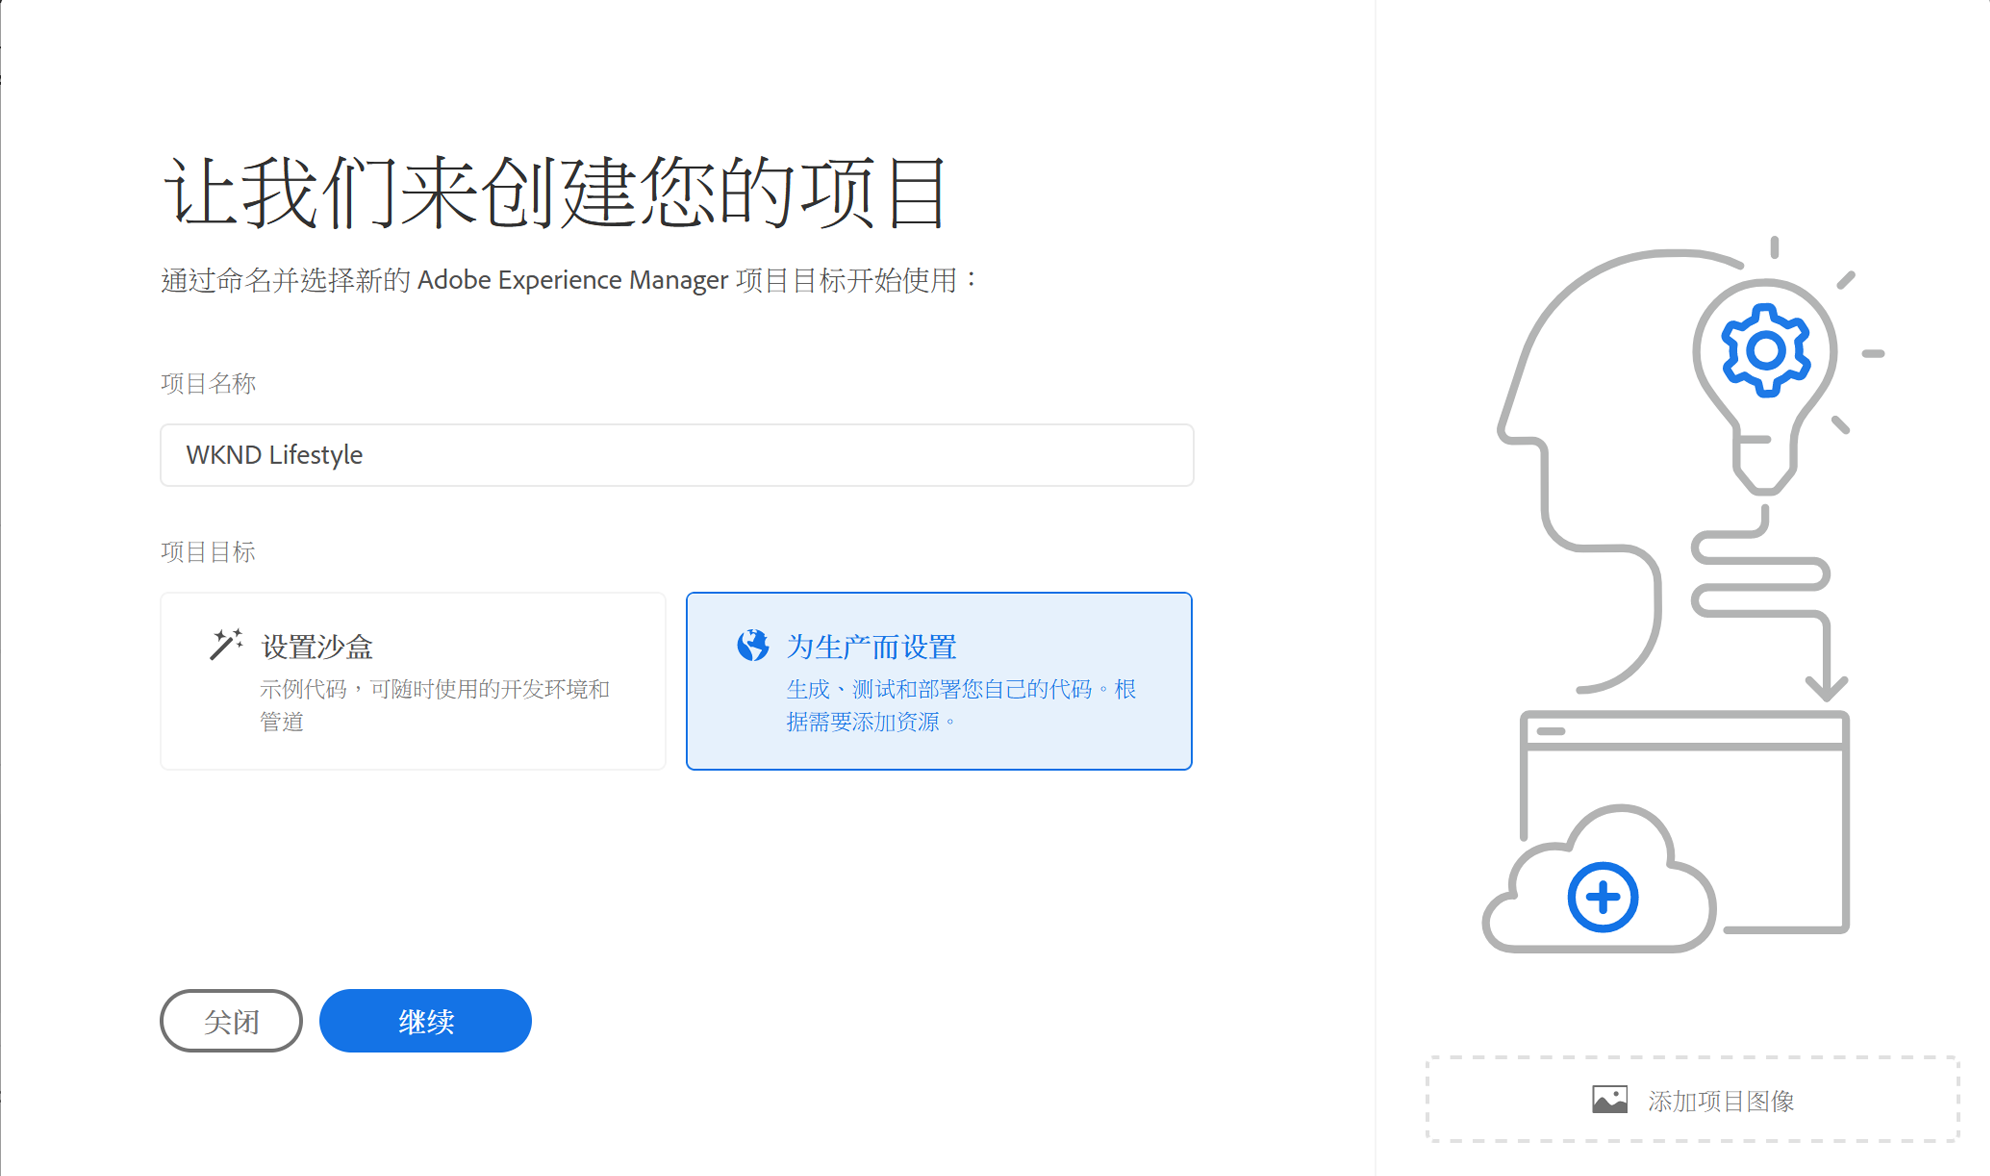 让我们来创建您的项目
通过命名并选择新的 Adobe Experience Manager 项目目标开始使用：
项目名称
WKND Lifestyle
项目目标
设置沙盒
示例代码，可随时使用的开发环境和
管道
为生产而设置
生成、测试和部署您自己的代码。根
据需要添加资源。
关闭
继续
添加项目图像